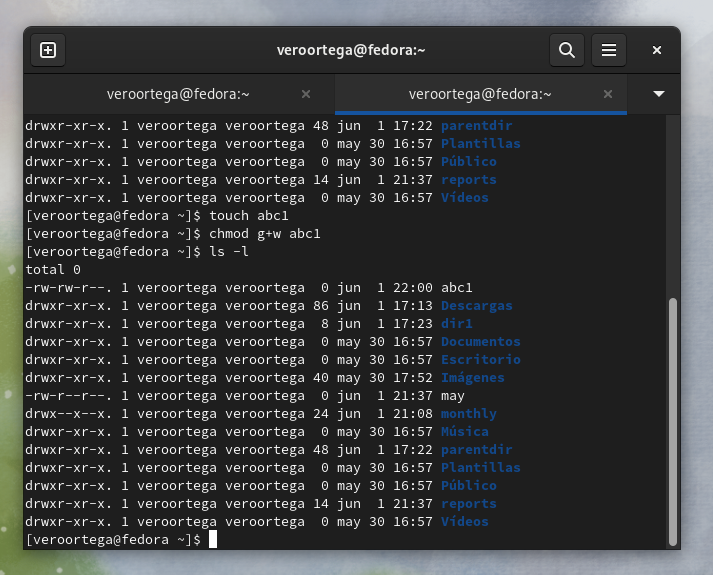 veroortega@fedora:~
veroortega@fedora:~ veroortega@fedora:~
drwxr-xr-x. 1 veroortega veroortega 48 jun  1 17:22 parentdir
drwxr-xr-x. 1 veroortega veroortega  0 may 30 16:57 Plantillas
drwxr-xr-x. 1 veroortega veroortega  0 may 30 16:57 Público
drwxr-xr-x. 1 veroortega veroortega 14 jun  1 21:37 reports
drwxr-xr-x. 1 veroortega veroortega  0 may 30 16:57 Vídeos
[veroortega@fedora ~]$ touch abc1
[veroortega@fedora ~]$ chmod g+w abc1
[veroortega@fedora ~]$ ls -l
total 0
-rw-rw-r--. 1 veroortega veroortega  0 jun  1 22:00 abc1
drwxr-xr-x. 1 veroortega veroortega 86 jun  1 17:13 Descargas
drwxr-xr-x. 1 veroortega veroortega  8 jun  1 17:23 dir1
drwxr-xr-x. 1 veroortega veroortega  0 may 30 16:57 Documentos
drwxr-xr-x. 1 veroortega veroortega  0 may 30 16:57 Escritorio
drwxr-xr-x. 1 veroortega veroortega 40 may 30 17:52 Imágenes
-rw-r--r--. 1 veroortega veroortega  0 jun  1 21:37 may
drwx--x--x. 1 veroortega veroortega 24 jun  1 21:08 monthly
drwxr-xr-x. 1 veroortega veroortega  0 may 30 16:57 Música
drwxr-xr-x. 1 veroortega veroortega 48 jun  1 17:22 parentdir
drwxr-xr-x. 1 veroortega veroortega  0 may 30 16:57 Plantillas
drwxr-xr-x. 1 veroortega veroortega  0 may 30 16:57 Público
drwxr-xr-x. 1 veroortega veroortega 14 jun  1 21:37 reports
drwxr-xr-x. 1 veroortega veroortega  0 may 30 16:57 Vídeos
[veroortega@fedora ~]$